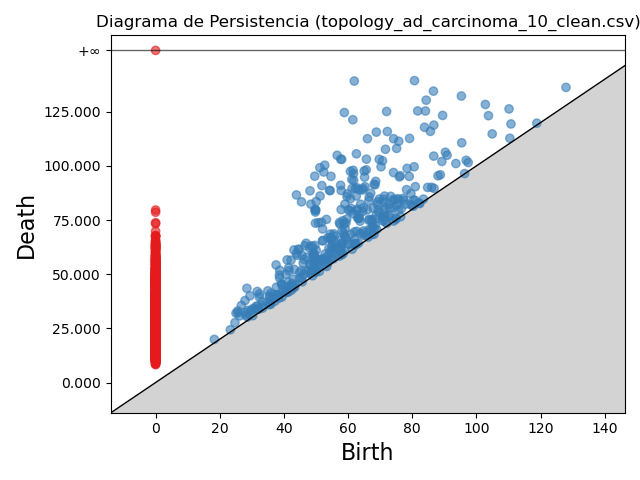 Diagrama de Persistencia (topology_ad_carcinoma_10_clean.csv)
+∞
125.000
100.000
75.000
50.000
25.000
0.000
Death
0 20 40 60 80 100 120 140
Birth